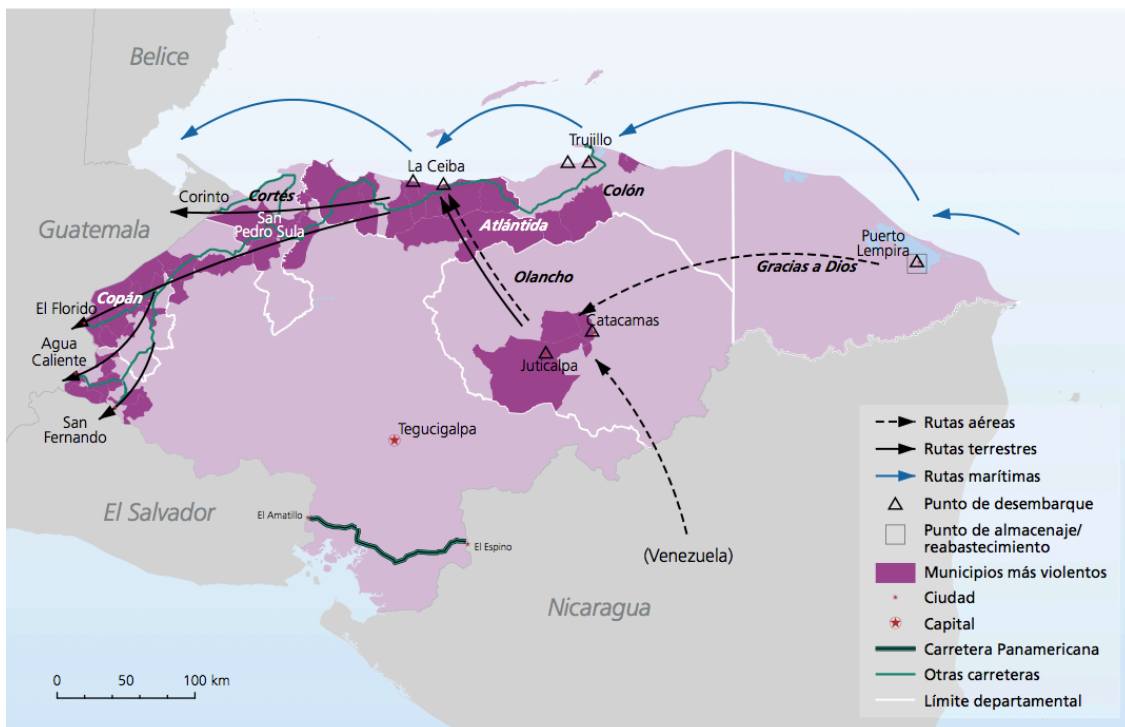 Belice
Trujillo
La Ceiba
Corinto
Cortés
Colón
San
Pedro Sula
Guatemala
Atlántida
Puerto
Lempira
Olancho
Gracias a Dios
Copán
El Florido
Catacamas
Agua
Caliente
Juticalpa
San
Fernando
Tegucigalpa
El Salvador
El Amatillo
El Espino
(Venezuela)
Nicaragua
0 50 100 km
Rutas aéreas
Rutas terrestres
Rutas marítimas
Punto de desembarque
Punto de almacenaje/
reabastecimiento
Municipios más violentos
Ciudad
Capital
Carretera Panamericana
Otras carreteras
Límite departamental